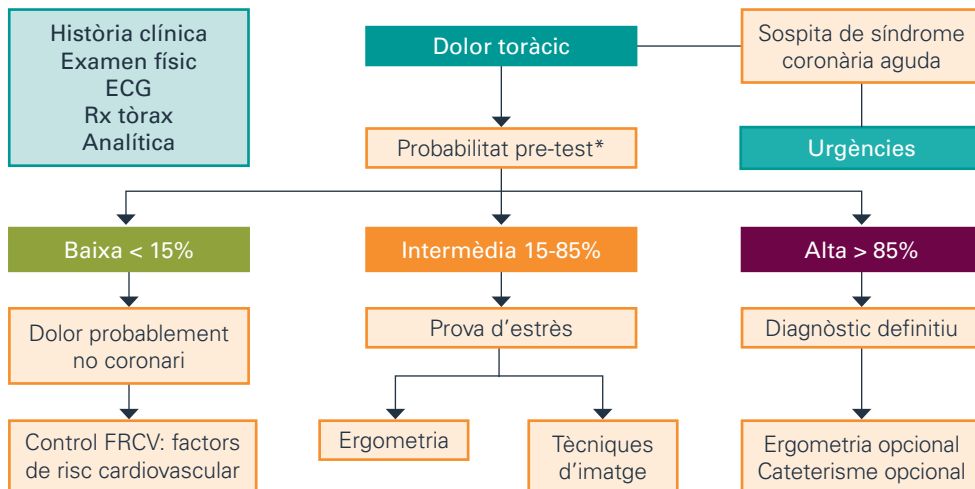 Història clínica
Examen físic
ECG
Rx tòrax
Analítica
Dolor toràcic
Sospita de síndrome
coronària aguda
Urgències
Probabilitat pre-test*
Baixa < 15%
Intermèdia 15-85%
Alta > 85%
Dolor probablement
no coronari
Prova d’estrès
Diagnòstic definitiu
Control FRCV: factors
de risc cardiovascular
Ergometria
Tècniques
d’imatge
Ergometria opcional
Cateterisme opcional